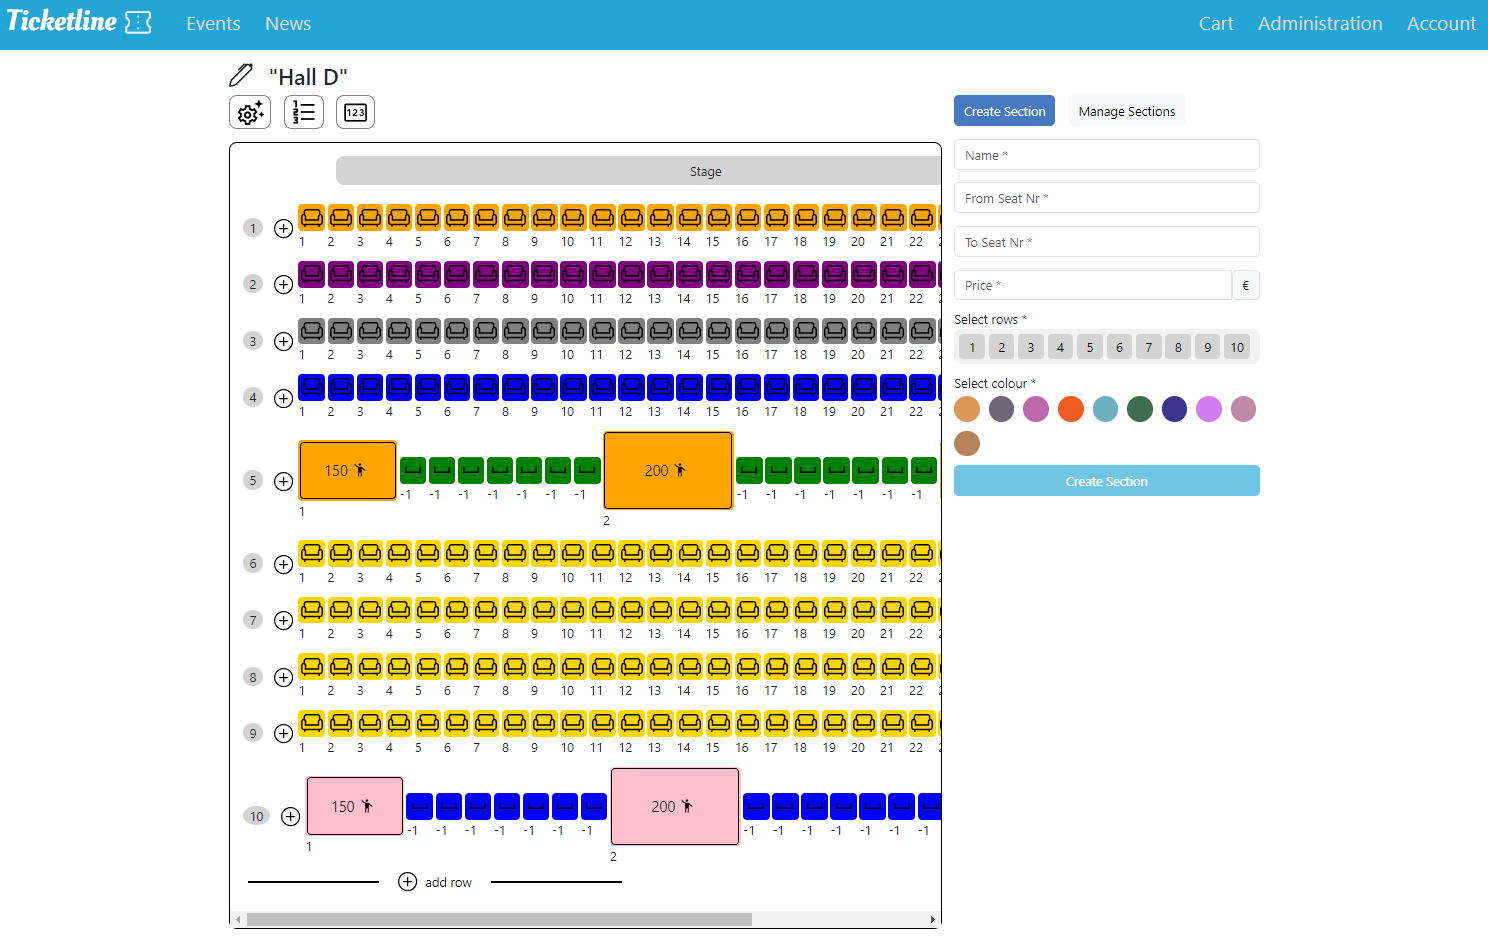 Ticketline Events News Cart Administration Account
"Hall D"
123
Create Section Manage Sections
Name *
From Seat Nr *
To Seat Nr *
Price * €
Select rows *
1 2 3 4 5 6 7 8 9 10
Select colour *
Create Section
Stage
1
1 2 3 4 5 6 7 8 9 10 11 12 13 14 15 16 17 18 19 20 21 22
2
1 2 3 4 5 6 7 8 9 10 11 12 13 14 15 16 17 18 19 20 21 22
3
1 2 3 4 5 6 7 8 9 10 11 12 13 14 15 16 17 18 19 20 21 22
4
1 2 3 4 5 6 7 8 9 10 11 12 13 14 15 16 17 18 19 20 21 22
5 150 200
-1 -1 -1 -1 -1 -1 -1 -1 -1 -1 -1 -1 -1 -1
1 2
6
1 2 3 4 5 6 7 8 9 10 11 12 13 14 15 16 17 18 19 20 21 22
7
1 2 3 4 5 6 7 8 9 10 11 12 13 14 15 16 17 18 19 20 21 22
8
1 2 3 4 5 6 7 8 9 10 11 12 13 14 15 16 17 18 19 20 21 22
9
1 2 3 4 5 6 7 8 9 10 11 12 13 14 15 16 17 18 19 20 21 22
10 150 200
-1 -1 -1 -1 -1 -1 -1 -1 -1 -1 -1 -1 -1 -1
1 2
add row